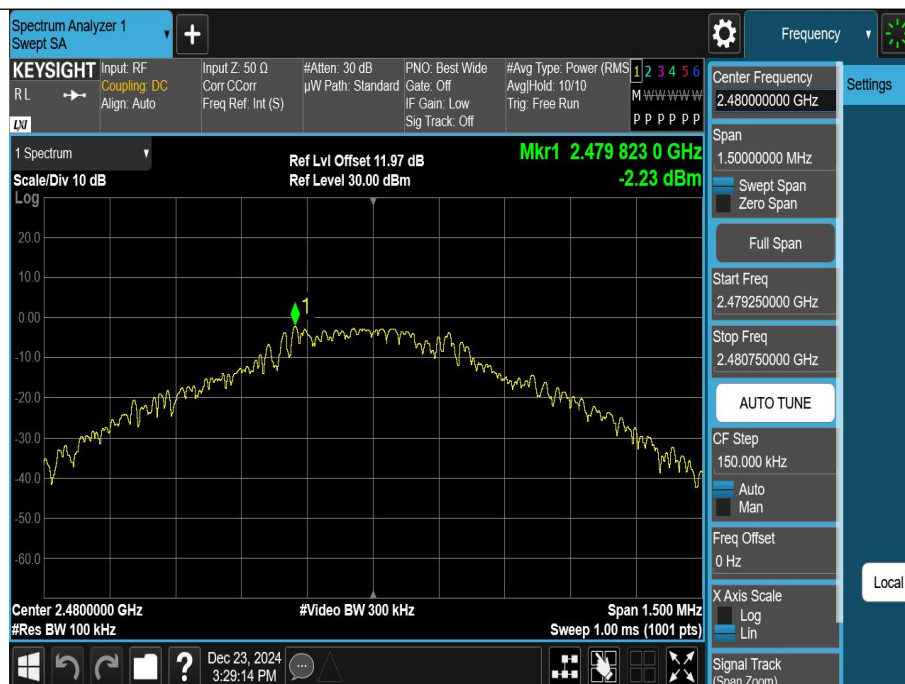 Spectrum Analyzer 1
Swept SA
+
Frequency
KEYSIGHT
RL
LXI
Input: RF
Coupling: DC
Align: Auto
Input Z: 50 Ω
Corr CCorr
Freq Ref: Int (S)
#Atten: 30 dB
µW Path: Standard
PNO: Best Wide
Gate: Off
IF Gain: Low
Sig Track: Off
#Avg Type: Power (RMS
Avg|Hold: 10/10
Trig: Free Run
1 2 3 4 5 6
M W W W W W
P P P P P P
1 Spectrum
Scale/Div 10 dB
Log
Ref Lvl Offset 11.97 dB
Ref Level 30.00 dBm
Mkr1 2.479 823 0 GHz
-2.23 dBm
20.0
10.0
0.00
-10.0
-20.0
-30.0
-40.0
-50.0
-60.0
1
Center 2.4800000 GHz
#Res BW 100 kHz
#Video BW 300 kHz
Span 1.500 MHz
Sweep 1.00 ms (1001 pts)
?
Dec 23, 2024
3:29:14 PM
Center Frequency
2.480000000 GHz
Span
1.50000000 MHz
Swept Span
Zero Span
Full Span
Start Freq
2.479250000 GHz
Stop Freq
2.480750000 GHz
AUTO TUNE
CF Step
150.000 kHz
Auto
Man
Freq Offset
0 Hz
X Axis Scale
Log
Lin
Signal Track
(Span Zoom)
Settings
Local